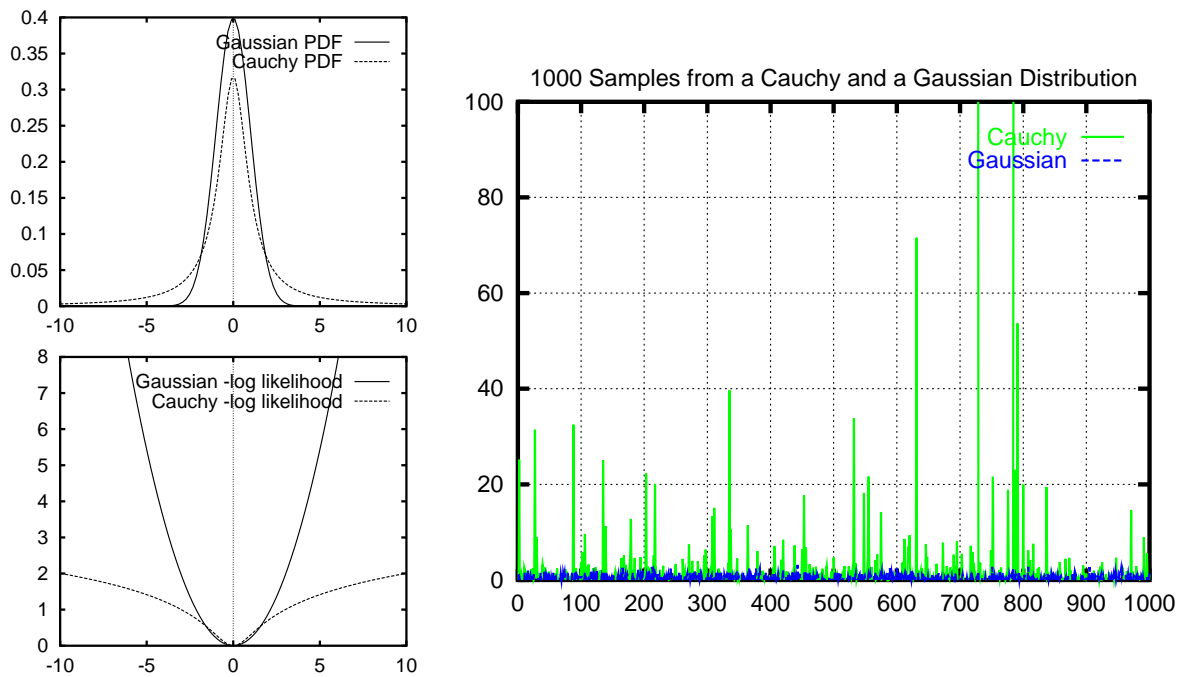 0.4
0.35
0.3
0.25
0.2
0.15
0.1
0.05
0
-10 -5 0 5 10
Gaussian PDF
Cauchy PDF
8
7
6
5
4
3
2
1
0
-10 -5 0 5 10
Gaussian -log likelihood
Cauchy -log likelihood
1000 Samples from a Cauchy and a Gaussian Distribution
100
80
60
40
20
0
0 100 200 300 400 500 600 700 800 900 1000
Cauchy
Gaussian